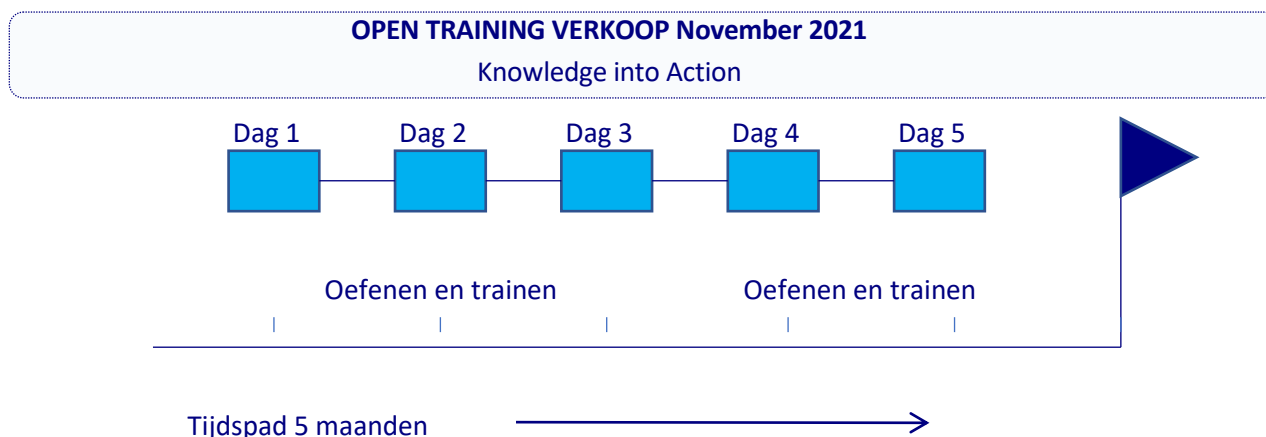 OPEN TRAINING VERKOOP November 2021
Knowledge into Action
Dag 1 Dag 2 Dag 3 Dag 4 Dag 5
Oefenen en trainen Oefenen en trainen
Tijdspad 5 maanden